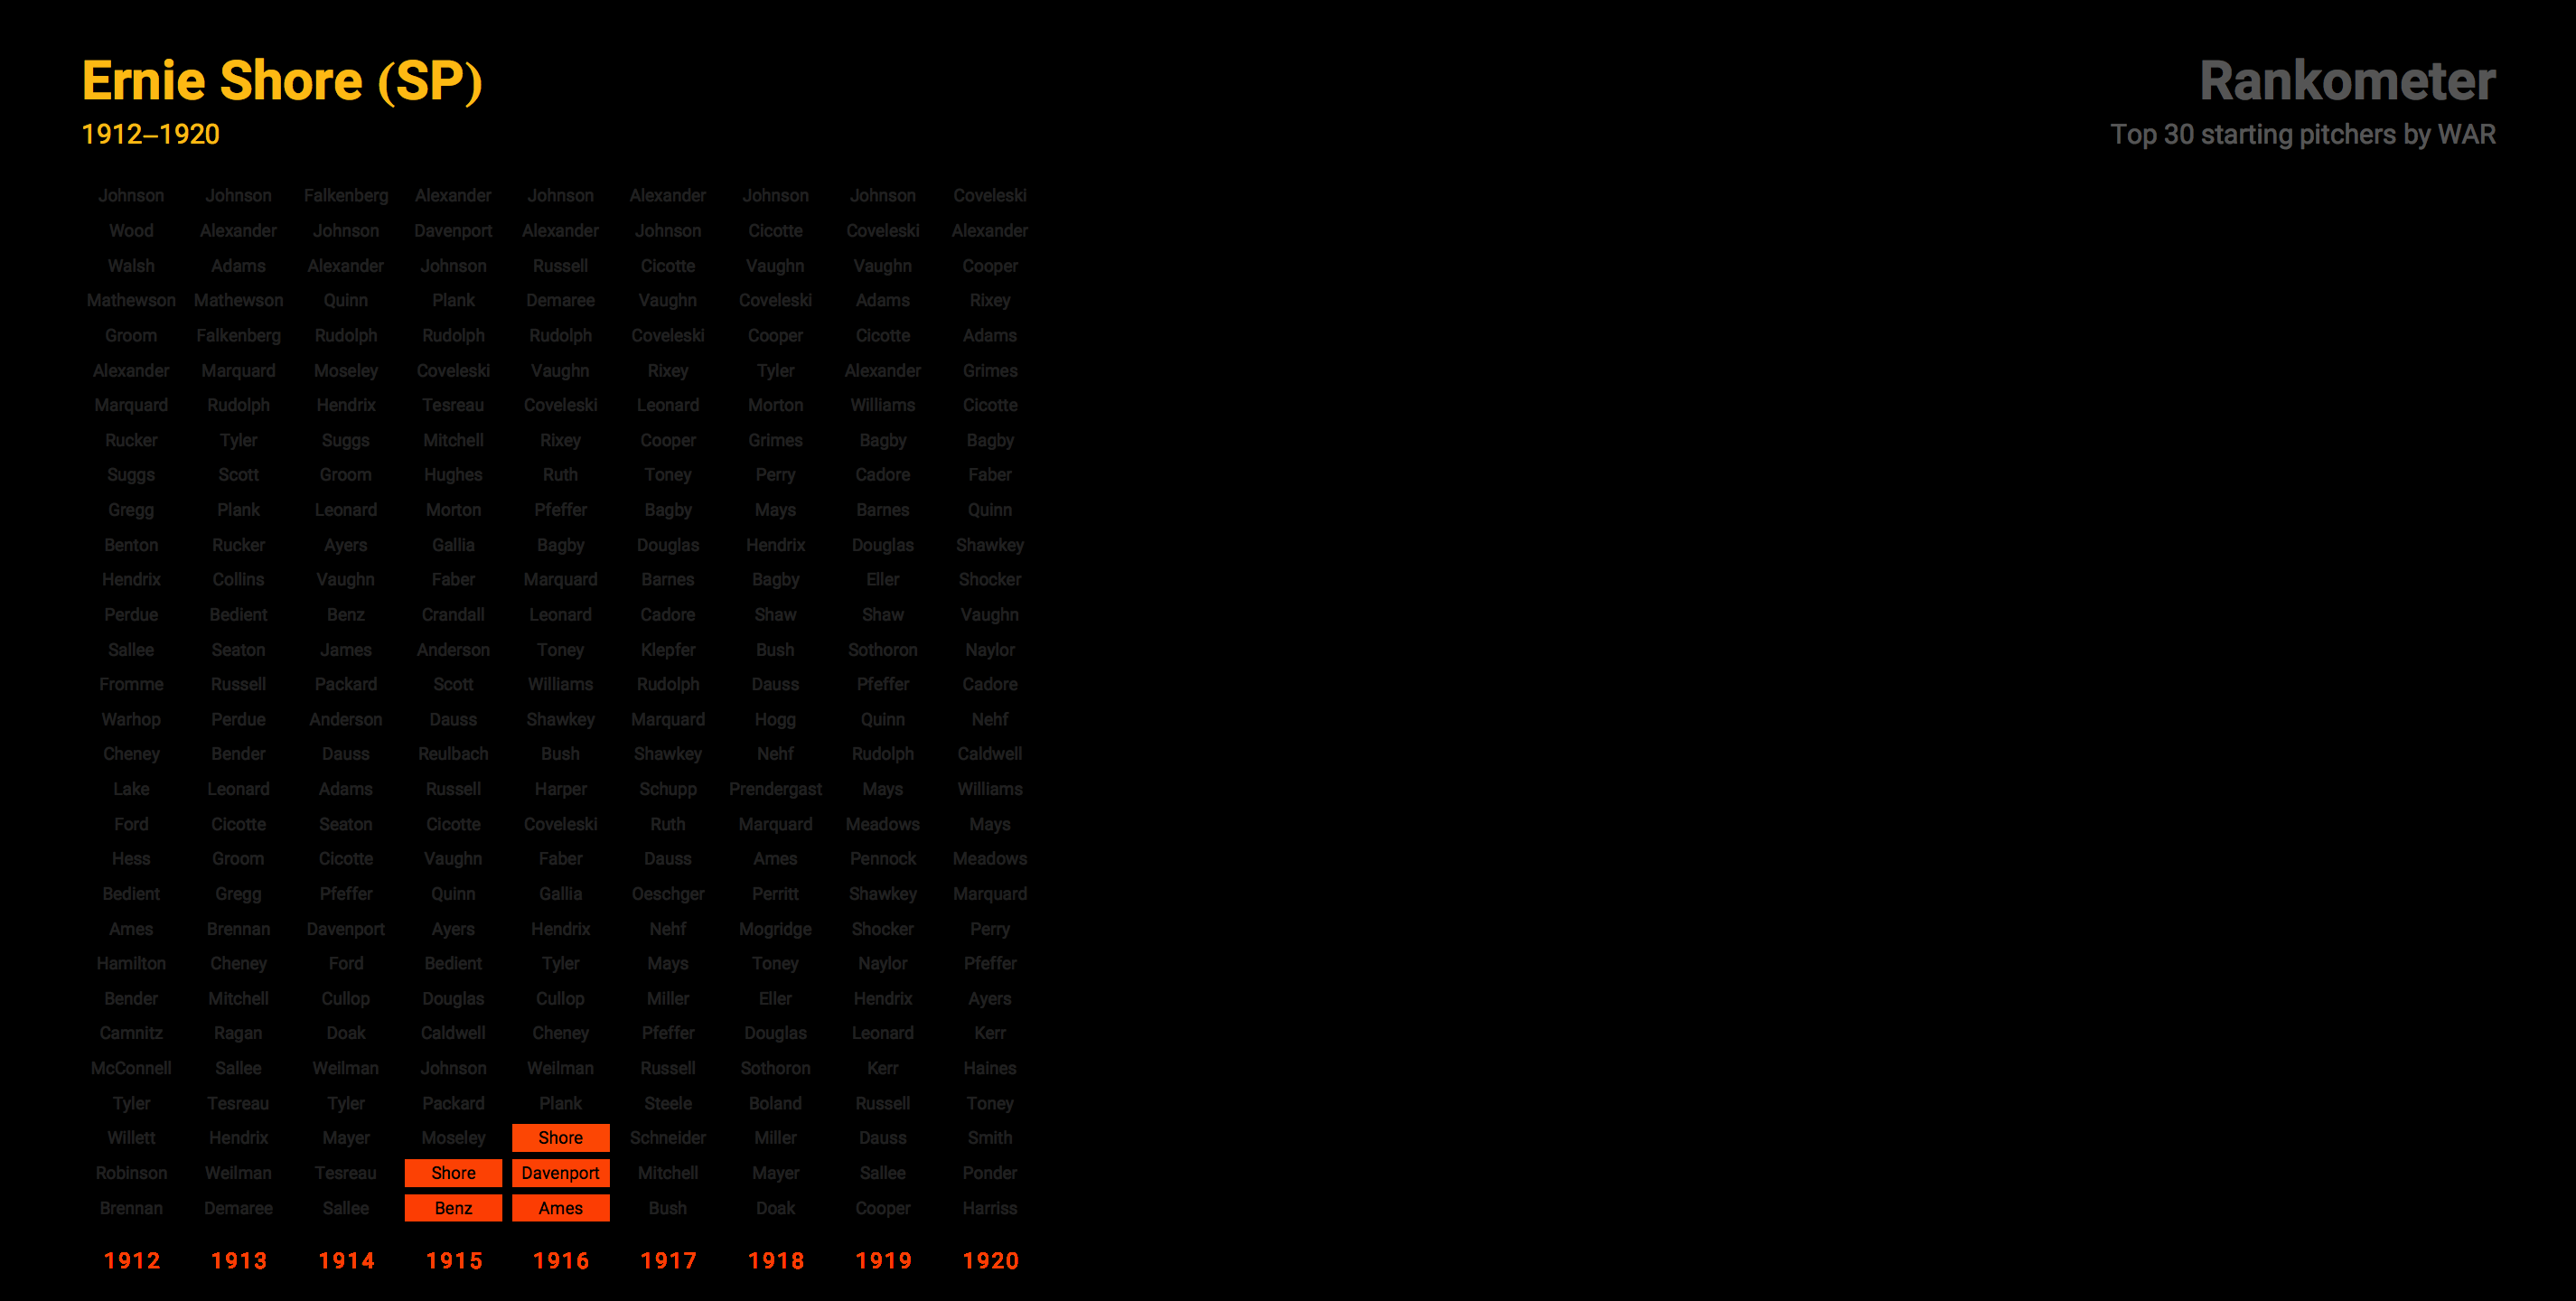 Ernie Shore (SP)
1912–1920
Rankometer
Top 30 starting pitchers by WAR
Johnson Johnson Falkenberg Alexander Johnson Alexander Johnson Johnson Coveleski
Wood Alexander Johnson Davenport Alexander Johnson Cicotte Coveleski Alexander
Walsh Adams Alexander Johnson Russell Cicotte Vaughn Vaughn Cooper
Mathewson Mathewson Quinn Plank Demaree Vaughn Coveleski Adams Rixey
Groom Falkenberg Rudolph Rudolph Rudolph Coveleski Cooper Cicotte Adams
Alexander Marquard Moseley Coveleski Vaughn Rixey Tyler Alexander Grimes
Marquard Rudolph Hendrix Tesreau Coveleski Leonard Morton Williams Cicotte
Rucker Tyler Suggs Mitchell Rixey Cooper Grimes Bagby Bagby
Suggs Scott Groom Hughes Ruth Toney Perry Cadore Faber
Gregg Plank Leonard Morton Pfeffer Bagby Mays Barnes Quinn
Benton Rucker Ayers Gallia Bagby Douglas Hendrix Douglas Shawkey
Hendrix Collins Vaughn Faber Marquard Barnes Bagby Eller Shocker
Perdue Bedient Benz Crandall Leonard Cadore Shaw Shaw Vaughn
Sallee Seaton James Anderson Toney Klepfer Bush Sothoron Naylor
Fromme Russell Packard Scott Williams Rudolph Dauss Pfeffer Cadore
Warhop Perdue Anderson Dauss Shawkey Marquard Hogg Quinn Nehf
Cheney Bender Dauss Reulbach Bush Shawkey Nehf Rudolph Caldwell
Lake Leonard Adams Russell Harper Schupp Prendergast Mays Williams
Ford Cicotte Seaton Cicotte Coveleski Ruth Marquard Meadows Mays
Hess Groom Cicotte Vaughn Faber Dauss Ames Pennock Meadows
Bedient Gregg Pfeffer Quinn Gallia Oeschger Perritt Shawkey Marquard
Ames Brennan Davenport Ayers Hendrix Nehf Mogridge Shocker Perry
Hamilton Cheney Ford Bedient Tyler Mays Toney Naylor Pfeffer
Bender Mitchell Cullop Douglas Cullop Miller Eller Hendrix Ayers
Camnitz Ragan Doak Caldwell Cheney Pfeffer Douglas Leonard Kerr
McConnell Sallee Weilman Johnson Weilman Russell Sothoron Kerr Haines
Tyler Tesreau Tyler Packard Plank Steele Boland Russell Toney
Willett Hendrix Mayer Moseley Shore Schneider Miller Dauss Smith
Robinson Weilman Tesreau Shore Davenport Mitchell Mayer Sallee Ponder
Brennan Demaree Sallee Benz Ames Bush Doak Cooper Harriss
1912 1913 1914 1915 1916 1917 1918 1919 1920